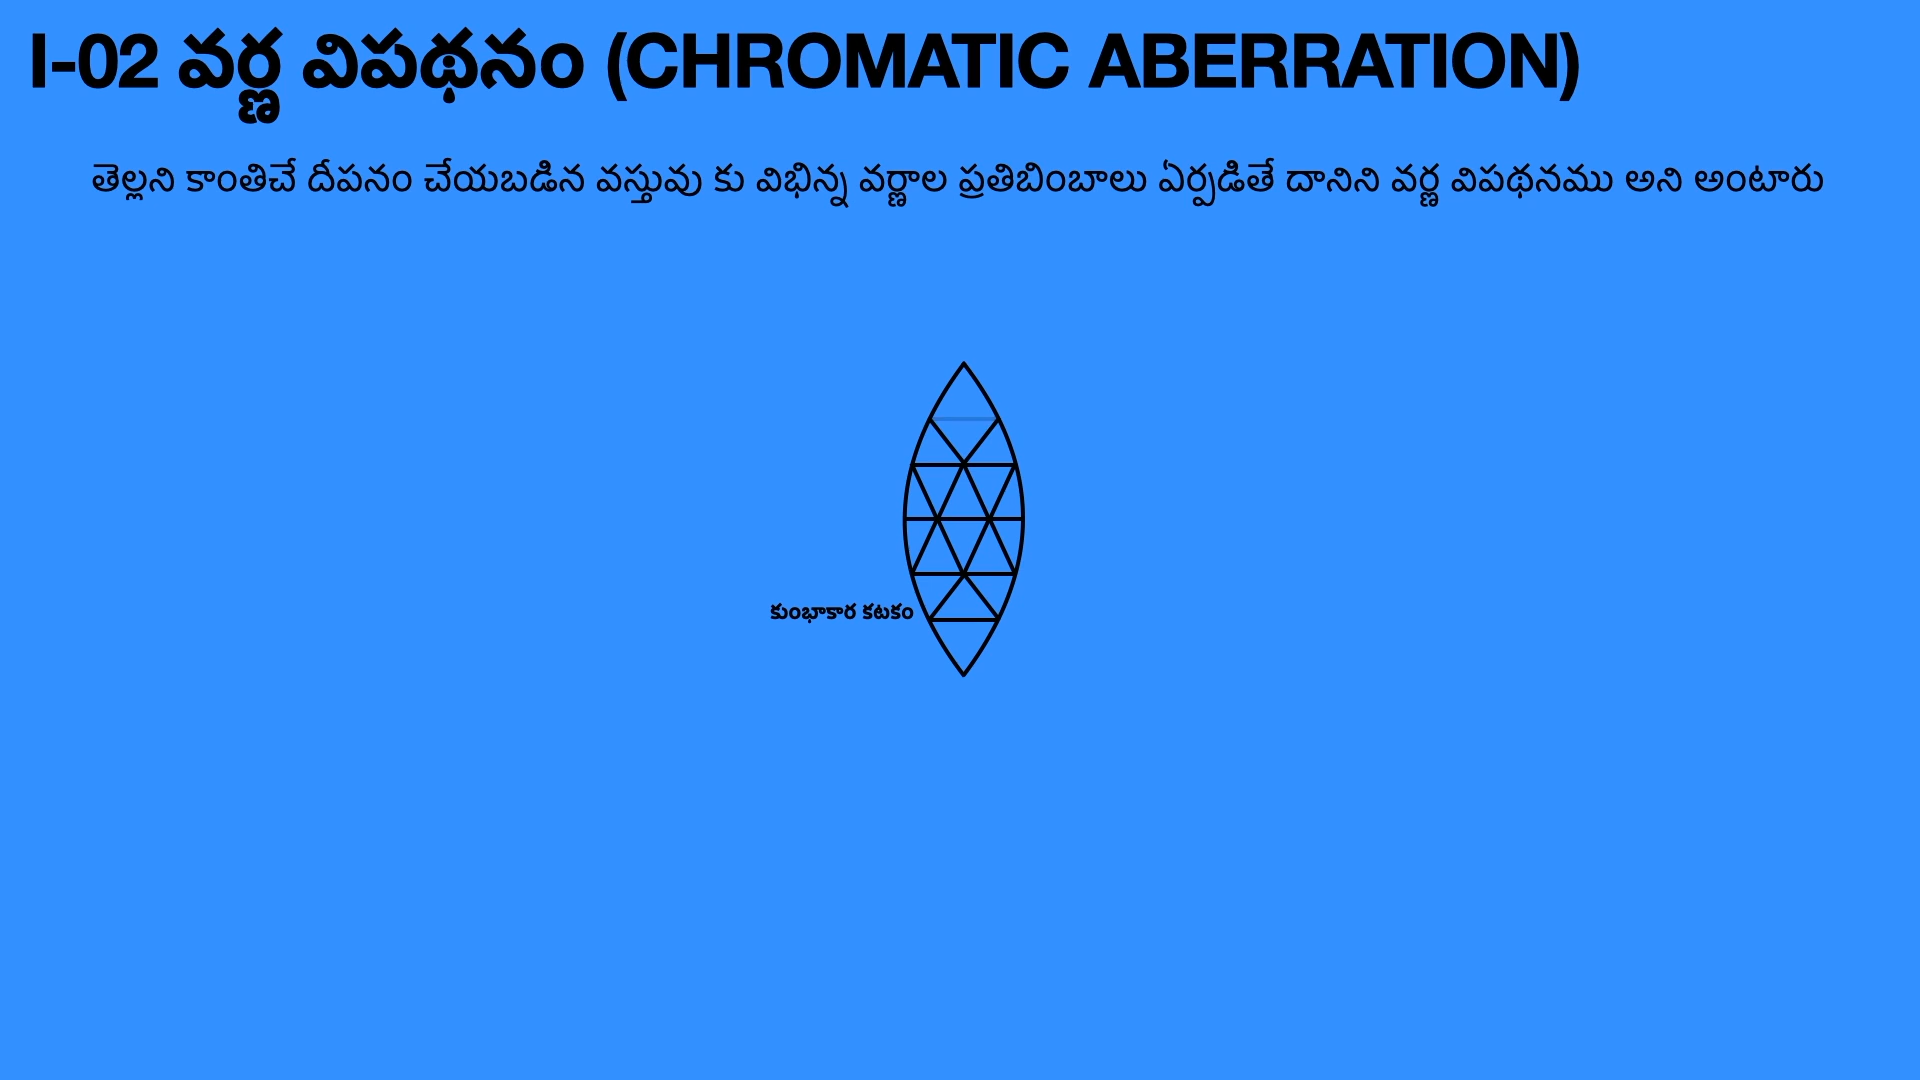 I-02 వర్ణ విపథనం (CHROMATIC ABERRATION)
తెల్లని కాంతిచే దీపనం చేయబడిన వస్తువు కు విభిన్న వర్ణాల ప్రతిబింబాలు ఏర్పడితే దానిని వర్ణ విపథనము అని అంటారు
కుంభాకార కటకం